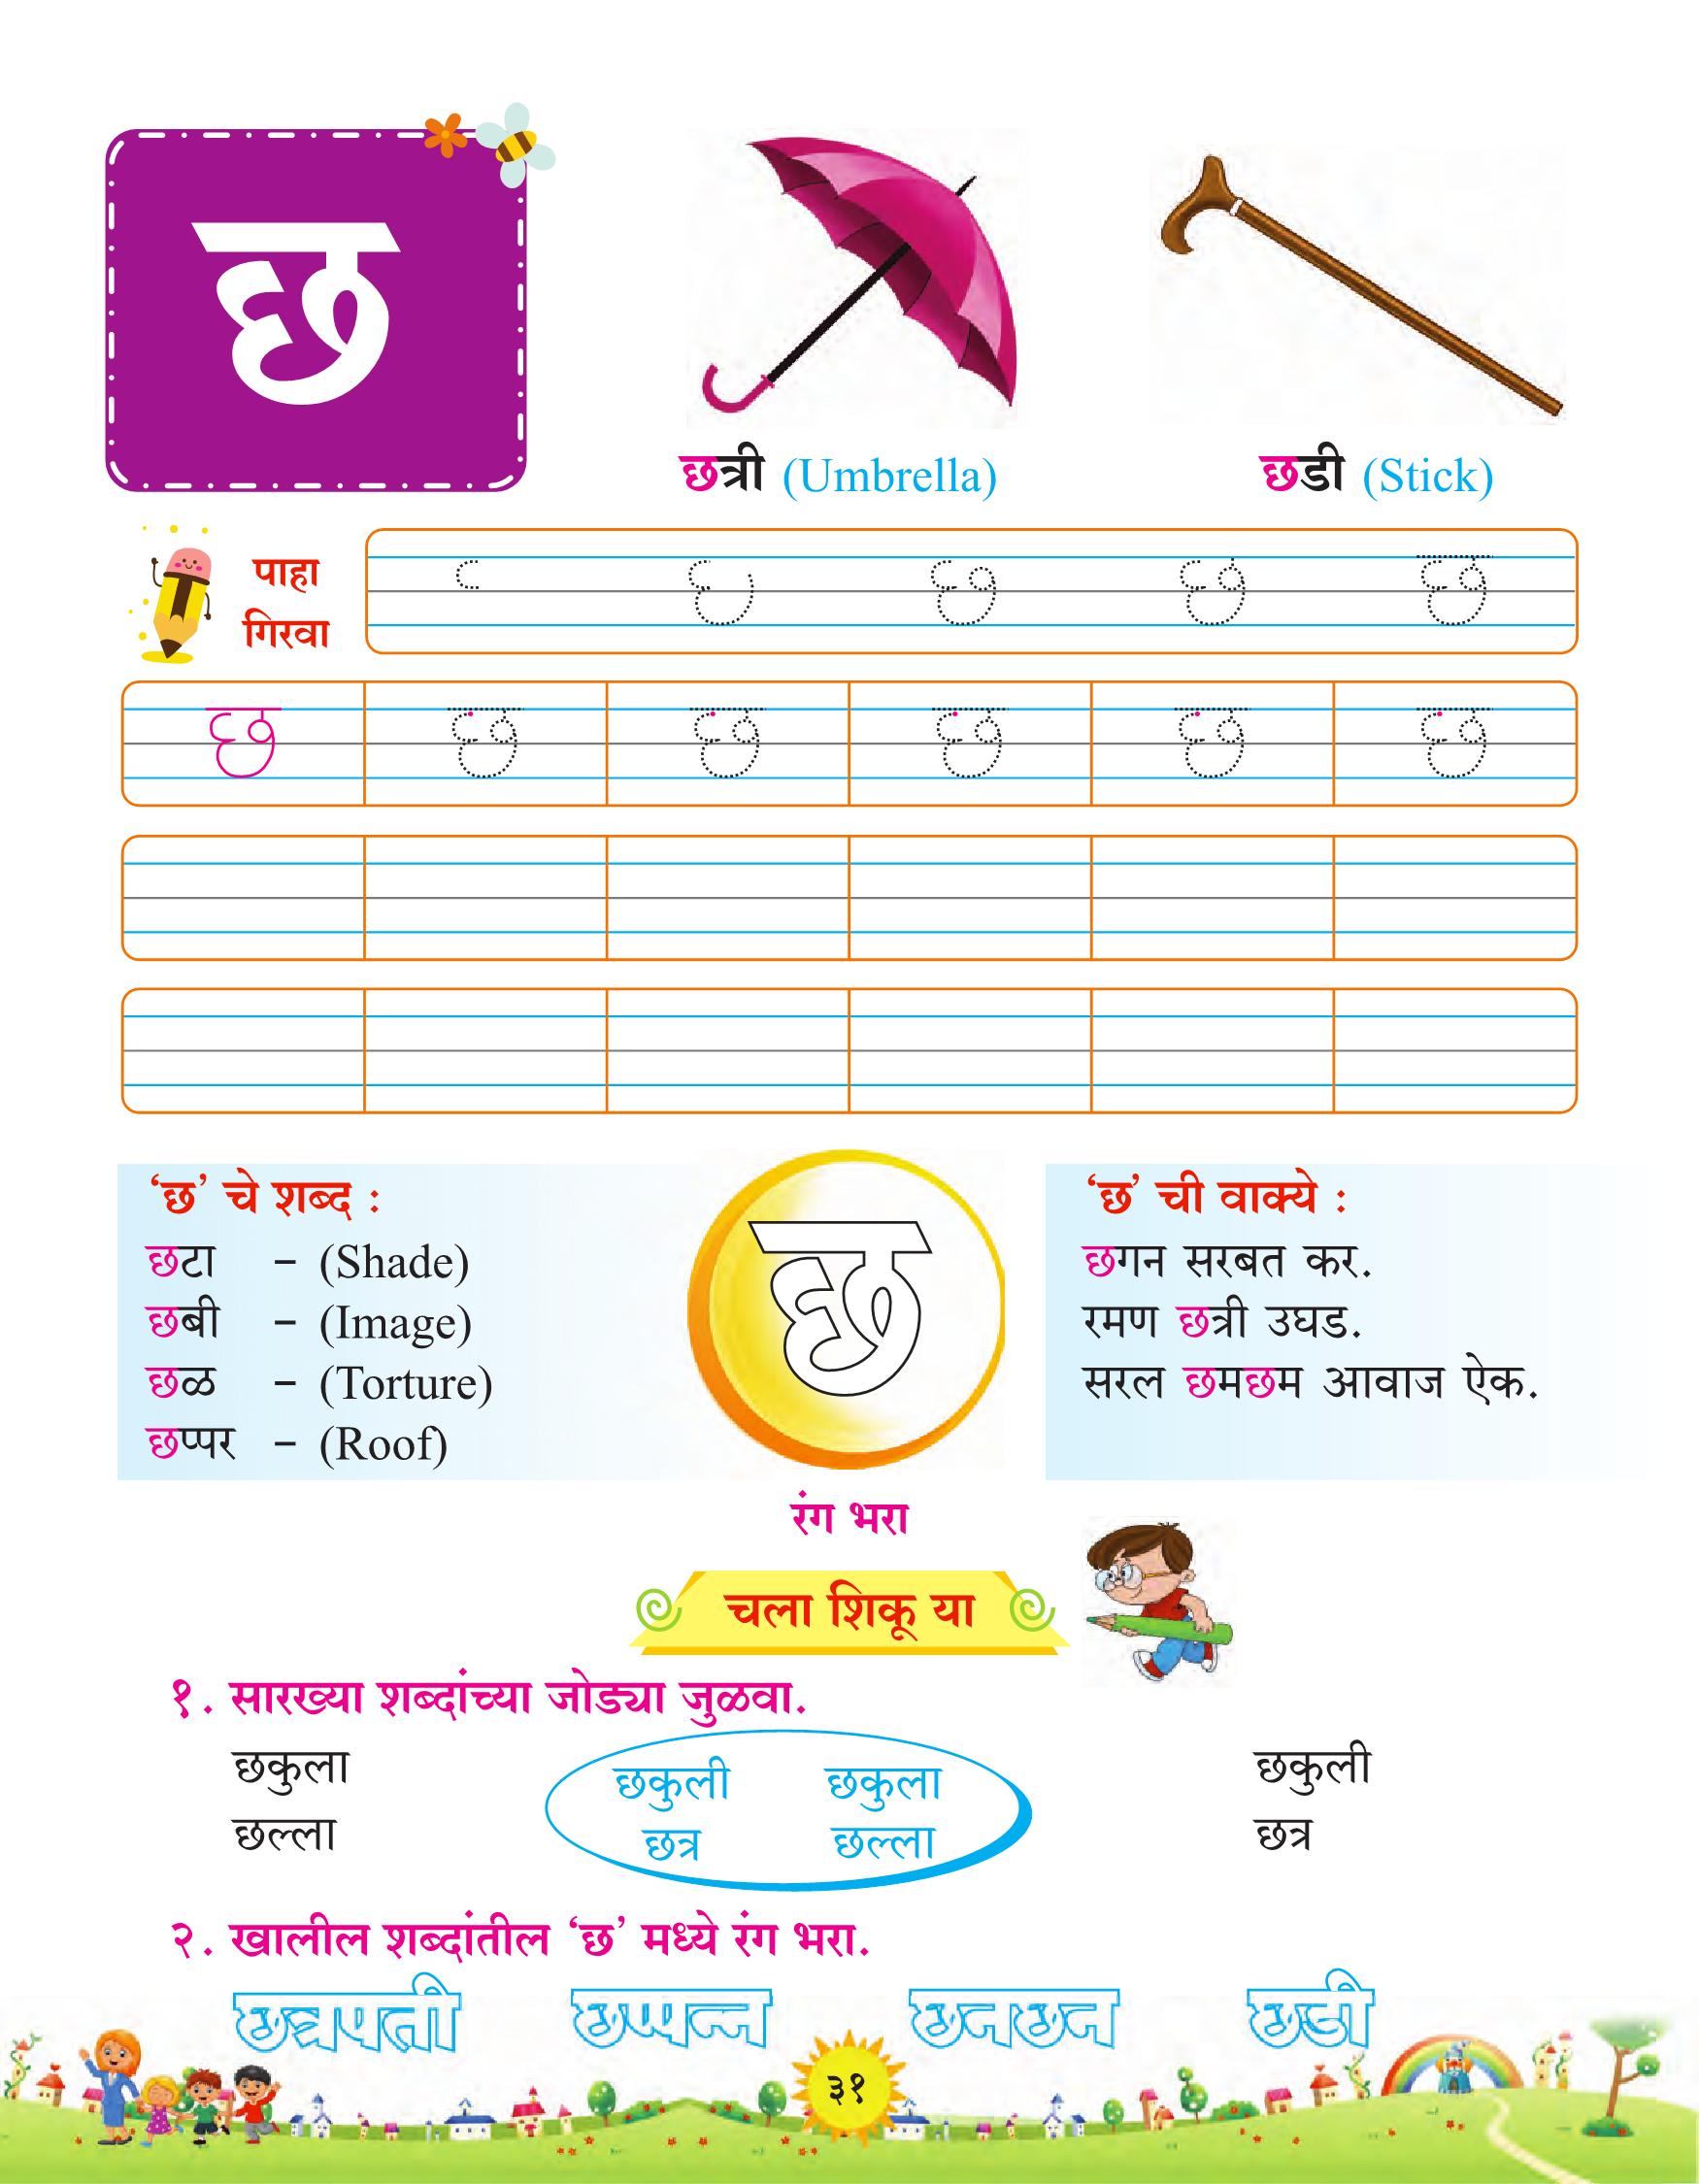 छ
छत्री (Umbrella)
छडी (Stick)
पाहा
गिरवा
छ छ छ
छ छ छ छ छ छ
‘छ’ चे शब्द :
छटा – (Shade)
छबी – (Image)
छळ – (Torture)
छप्पर – (Roof)
छ
रंग भरा
‘छ’ ची वाक्ये :
छगन सरबत कर.
रमण छत्री उघड.
सरल छमछम आवाज ऐक.
चला शिकू या
१. सारख्या शब्दांच्या जोड्या जुळवा.
छकुला छकुली छकुला छकुली
छल्ला छत्र छल्ला छत्र
२. खालील शब्दांतील ‘छ’ मध्ये रंग भरा.
छत्रपती छप्पन्न छनछन छडी
३१